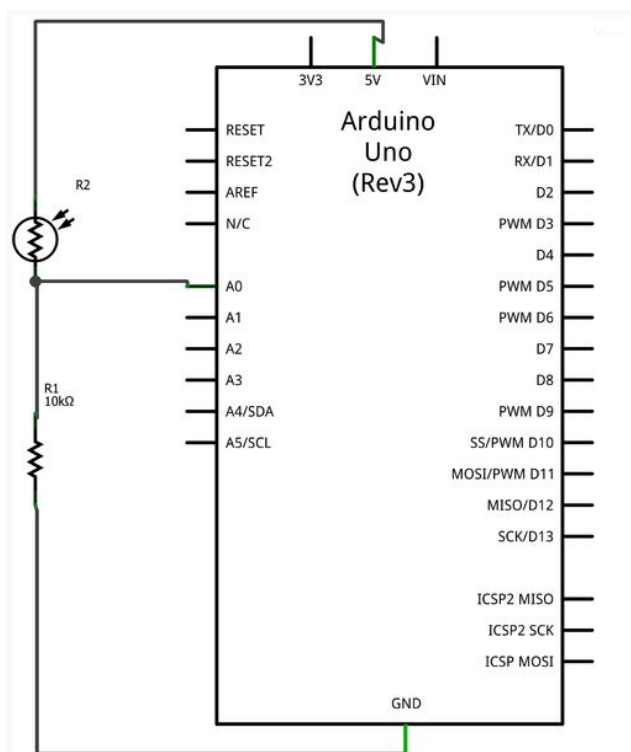 3V3
5V
VIN
Arduino
Uno
(Rev3)
RESET
RESET2
AREF
N/C
A0
A1
A2
A3
A4/SDA
A5/SCL
TX/D0
RX/D1
D2
PWM D3
D4
PWM D5
PWM D6
D7
D8
PWM D9
SS/PWM D10
MOSI/PWM D11
MISO/D12
SCK/D13
ICSP2 MISO
ICSP2 SCK
ICSP MOSI
GND
R2
R1
10kΩ